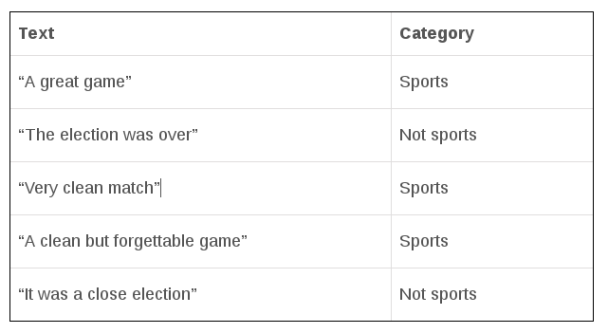 Text Category
“A great game” Sports
“The election was over” Not sports
“Very clean match” Sports
“A clean but forgettable game” Sports
“It was a close election” Not sports